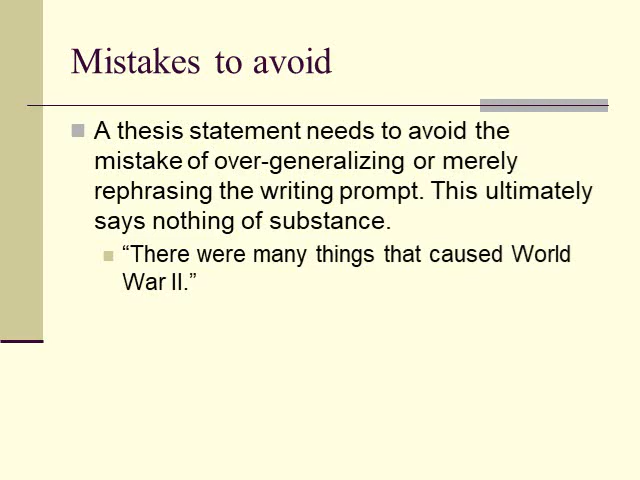 Mistakes to avoid
A thesis statement needs to avoid the
mistake of over-generalizing or merely
rephrasing the writing prompt. This ultimately
says nothing of substance.
“There were many things that caused World
War II.”